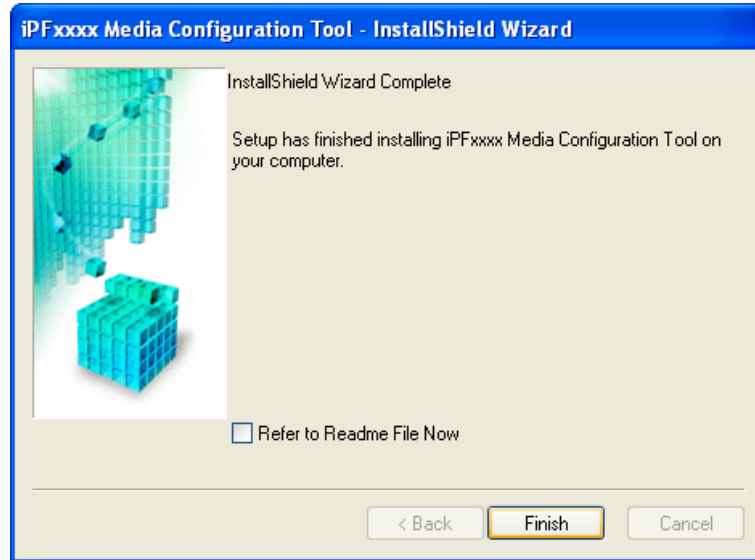 iPFxxxx Media Configuration Tool - InstallShield Wizard
InstallShield Wizard Complete
Setup has finished installing iPFxxxx Media Configuration Tool on
your computer.
Refer to Readme File Now
< Back
Finish
Cancel